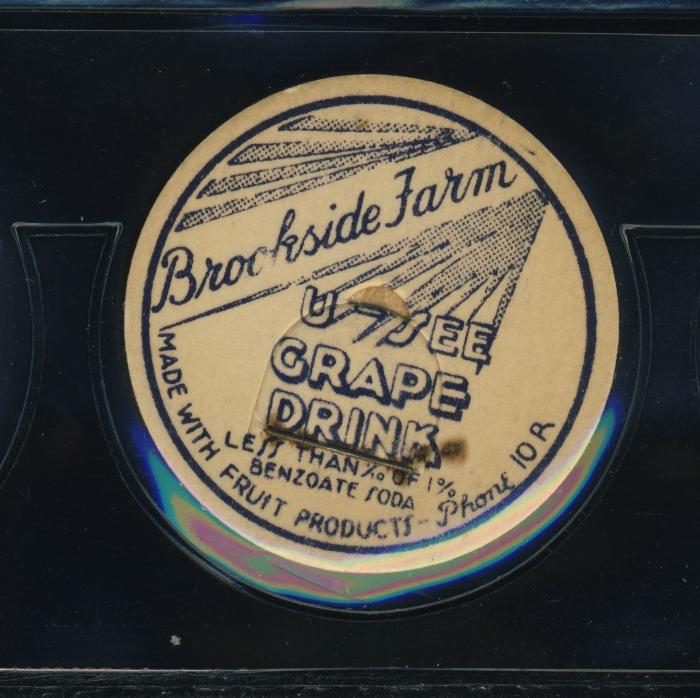 Brookside Farm
U-SEE
GRAPE
DRINK
LESS THAN 1/10 OF 1%
BENZOATE SODA
MADE WITH FRUIT PRODUCTS - Phone 10 R